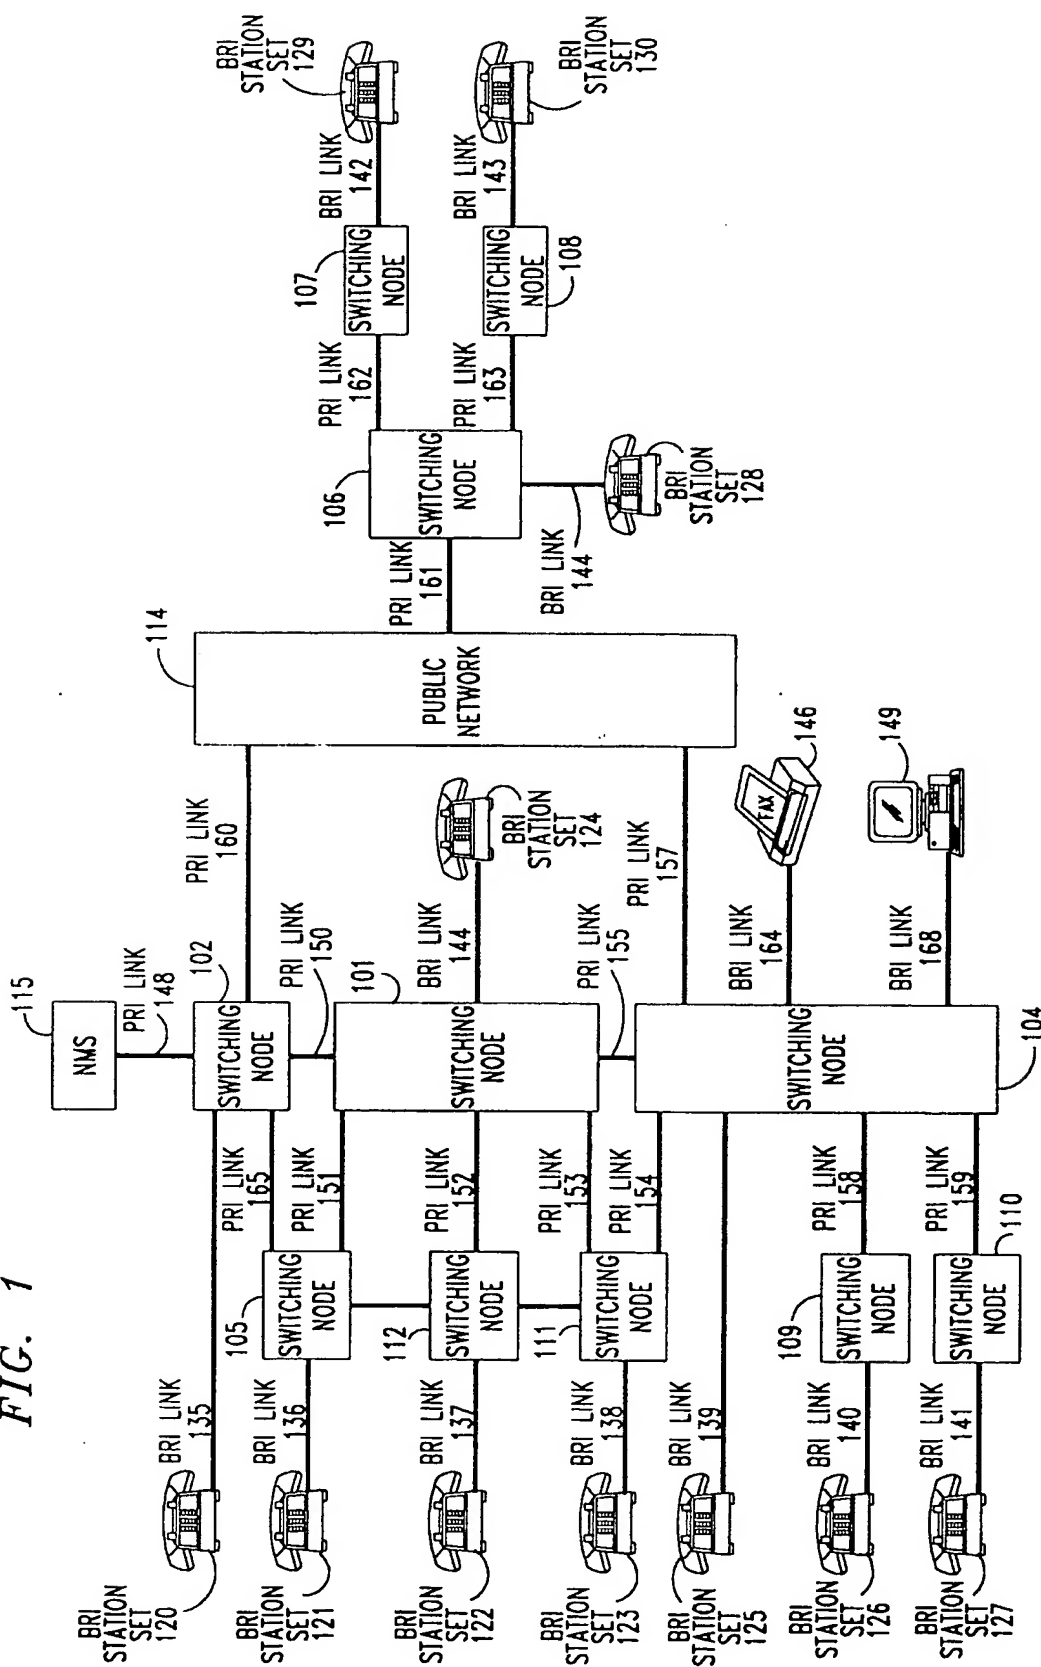 FIG. 1
115
NMS
PRI LINK
148
102
SWITCHING
NODE
PRI LINK
160
114
PUBLIC
NETWORK
PRI LINK
150
101
SWITCHING
NODE
BRI LINK
144
BRI
STATION
SET
124
PRI LINK
155
PRI LINK
157
SWITCHING
NODE
104
BRI LINK
164
FAX
146
BRI LINK
168
149
PRI LINK
161
106
SWITCHING
NODE
BRI LINK
144
BRI
STATION
SET
128
PRI LINK
162
107
SWITCHING
NODE
BRI LINK
142
BRI
STATION
SET
129
PRI LINK
163
SWITCHING
NODE
108
BRI LINK
143
BRI
STATION
SET
130
BRI
STATION
SET
120
BRI LINK
135
PRI LINK
165
PRI LINK
151
105
SWITCHING
NODE
BRI LINK
136
BRI
STATION
SET
121
PRI LINK
152
112
SWITCHING
NODE
BRI LINK
137
BRI
STATION
SET
122
PRI LINK
153
PRI LINK
154
111
SWITCHING
NODE
BRI LINK
138
BRI
STATION
SET
123
BRI LINK
139
BRI
STATION
SET
125
PRI LINK
158
109
SWITCHING
NODE
BRI LINK
140
BRI
STATION
SET
126
PRI LINK
159
110
SWITCHING
NODE
BRI LINK
141
BRI
STATION
SET
127